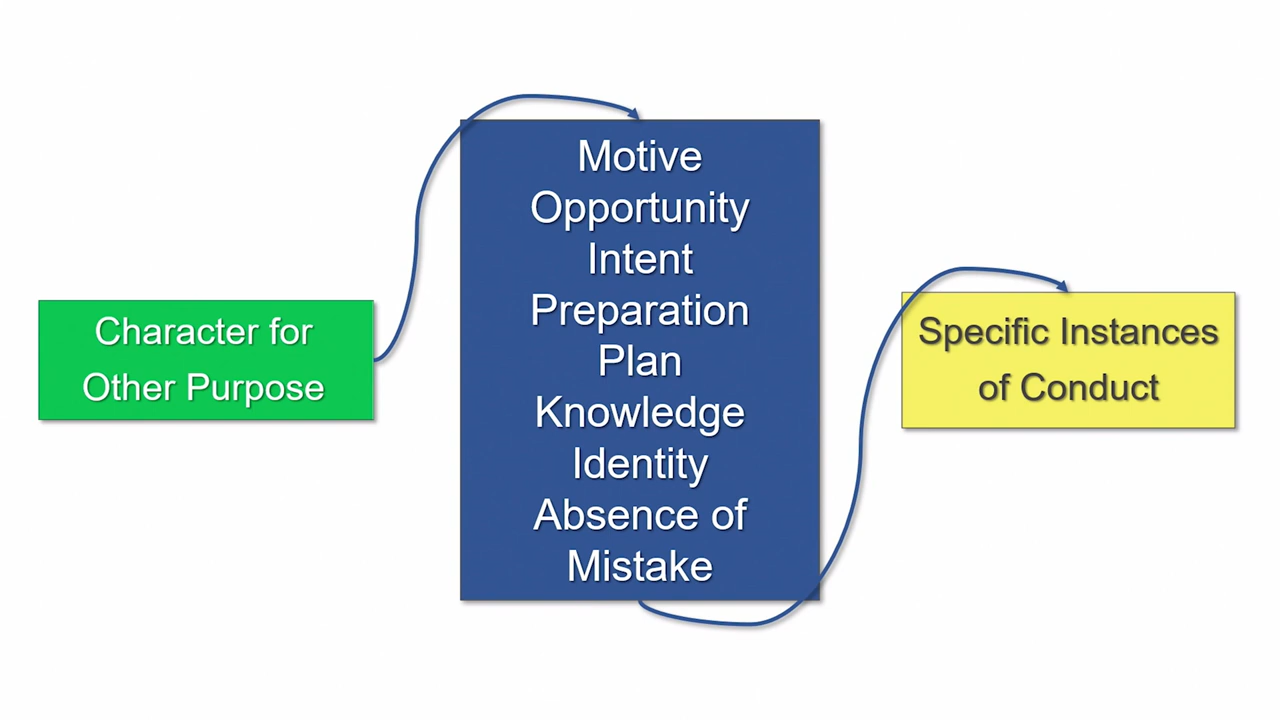 Character for
Other Purpose
Motive
Opportunity
Intent
Preparation
Plan
Knowledge
Identity
Absence of
Mistake
Specific Instances
of Conduct